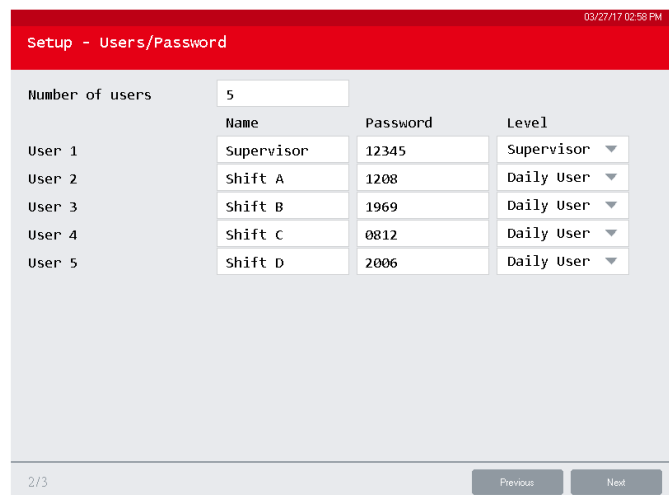 03/27/17 02:58 PM
Setup - Users/Password
Number of users 5
Name Password Level
User 1 Supervisor 12345 Supervisor
User 2 Shift A 1208 Daily User
User 3 Shift B 1969 Daily User
User 4 Shift C 0812 Daily User
User 5 Shift D 2006 Daily User
2/3 Previous Next